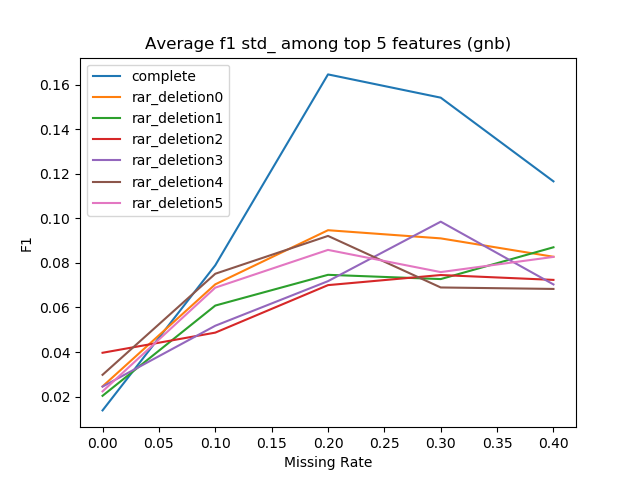 Average f1 std_ among top 5 features (gnb)
complete
rar_deletion0
rar_deletion1
rar_deletion2
rar_deletion3
rar_deletion4
rar_deletion5
0.16
0.14
0.12
0.10
0.08
0.06
0.04
0.02
F1
0.00 0.05 0.10 0.15 0.20 0.25 0.30 0.35 0.40
Missing Rate